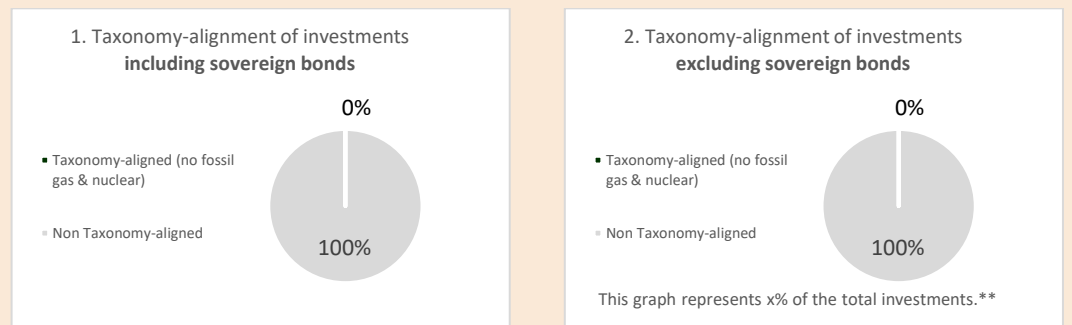 1. Taxonomy-alignment of investments
including sovereign bonds
0%
Taxonomy-aligned (no fossil
gas & nuclear)
Non Taxonomy-aligned
100%
2. Taxonomy-alignment of investments
excluding sovereign bonds
0%
Taxonomy-aligned (no fossil
gas & nuclear)
Non Taxonomy-aligned
100%
This graph represents x% of the total investments.**